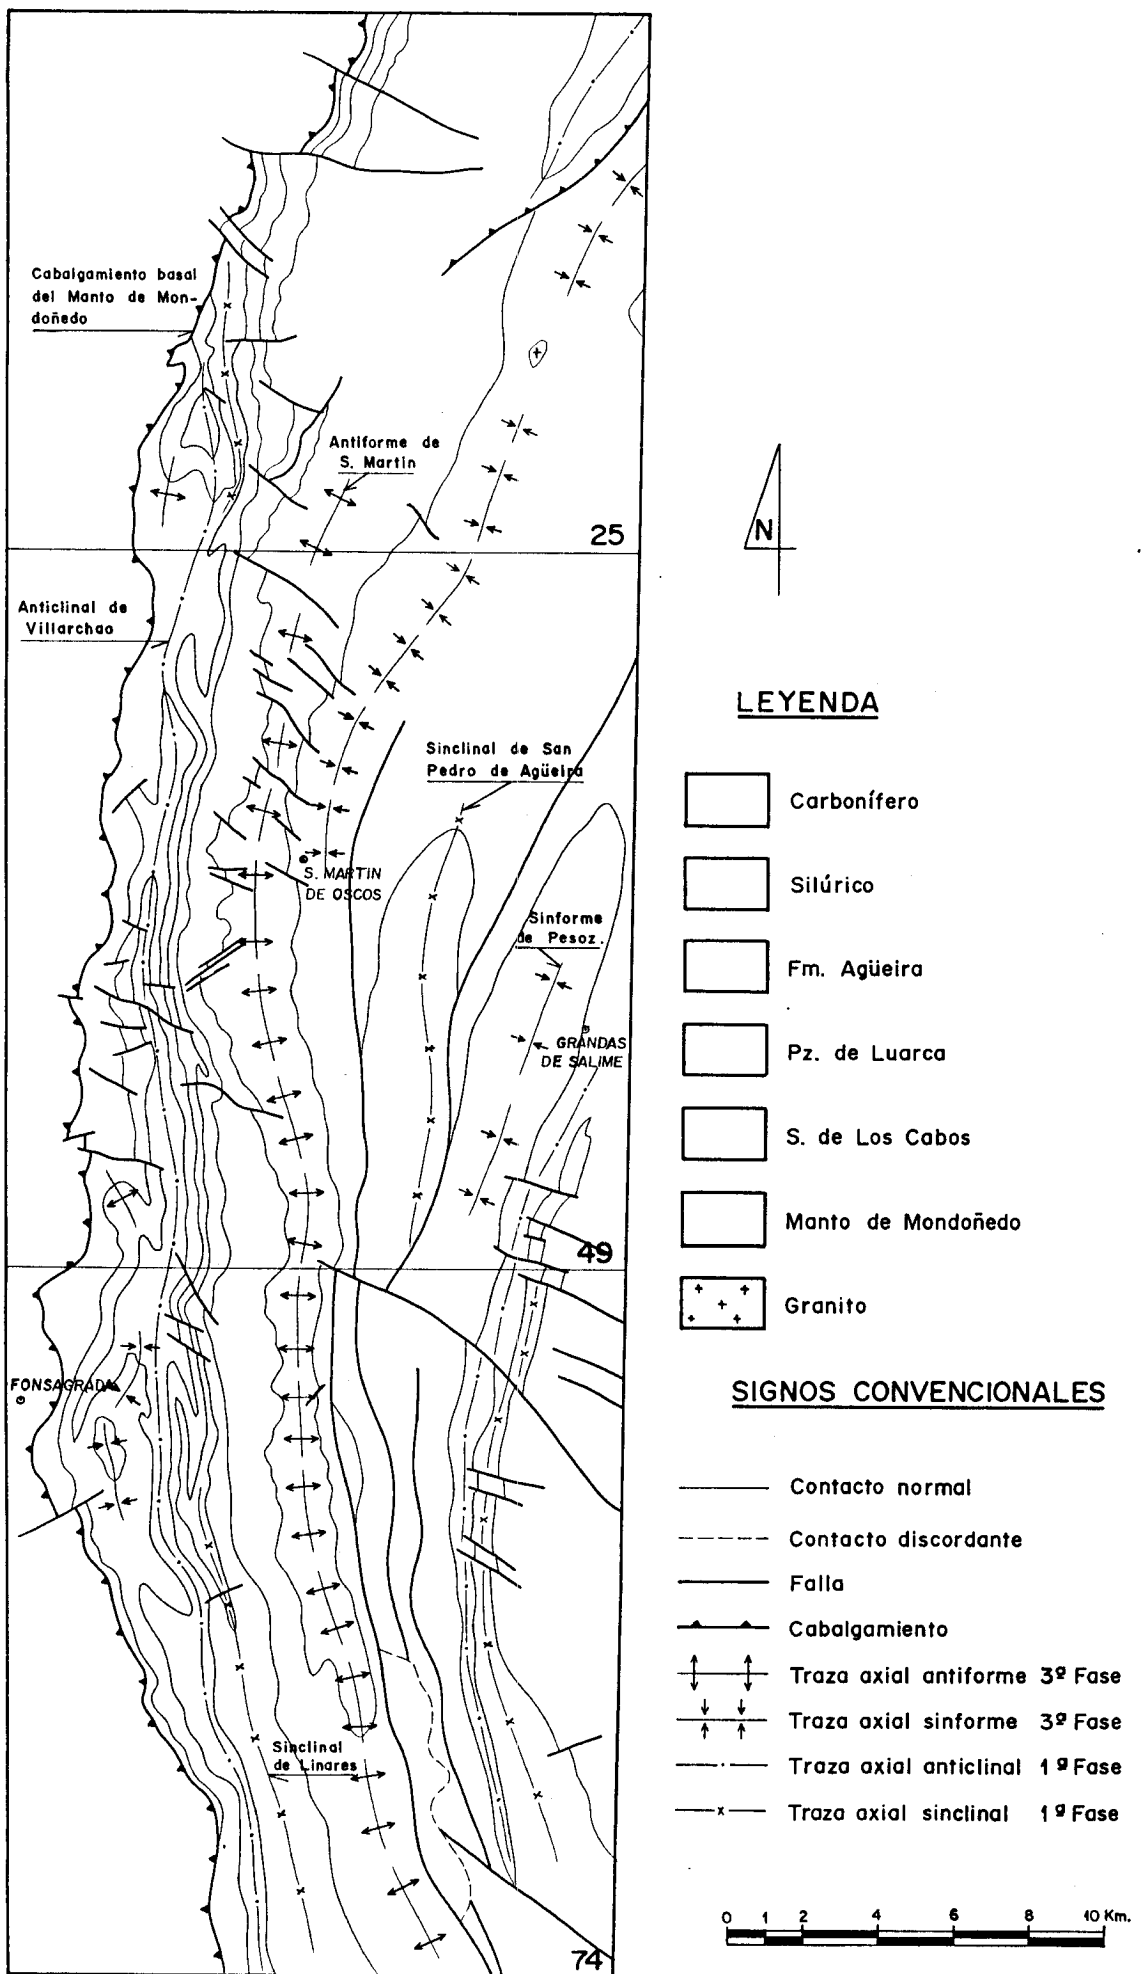 Cabalgamiento basal
del Manto de Mon-
doñedo
Antiforme de
S. Martin
25
N
Anticlinal de
Villarchao
Sinclinal de San
Pedro de Agüeira
S. MARTIN
DE OSCOS
Sinforme
de Pesoz.
GRANDAS
DE SALIME
49
FONSAGRADA
Sinclinal
de Linares
74
LEYENDA
Carbonífero
Silúrico
Fm. Agüeira
Pz. de Luarca
S. de Los Cabos
Manto de Mondoñedo
Granito
SIGNOS CONVENCIONALES
Contacto normal
Contacto discordante
Falla
Cabalgamiento
Traza axial antiforme 3ª Fase
Traza axial sinforme 3ª Fase
Traza axial anticlinal 1ª Fase
Traza axial sinclinal 1ª Fase
0 1 2 4 6 8 10 Km.